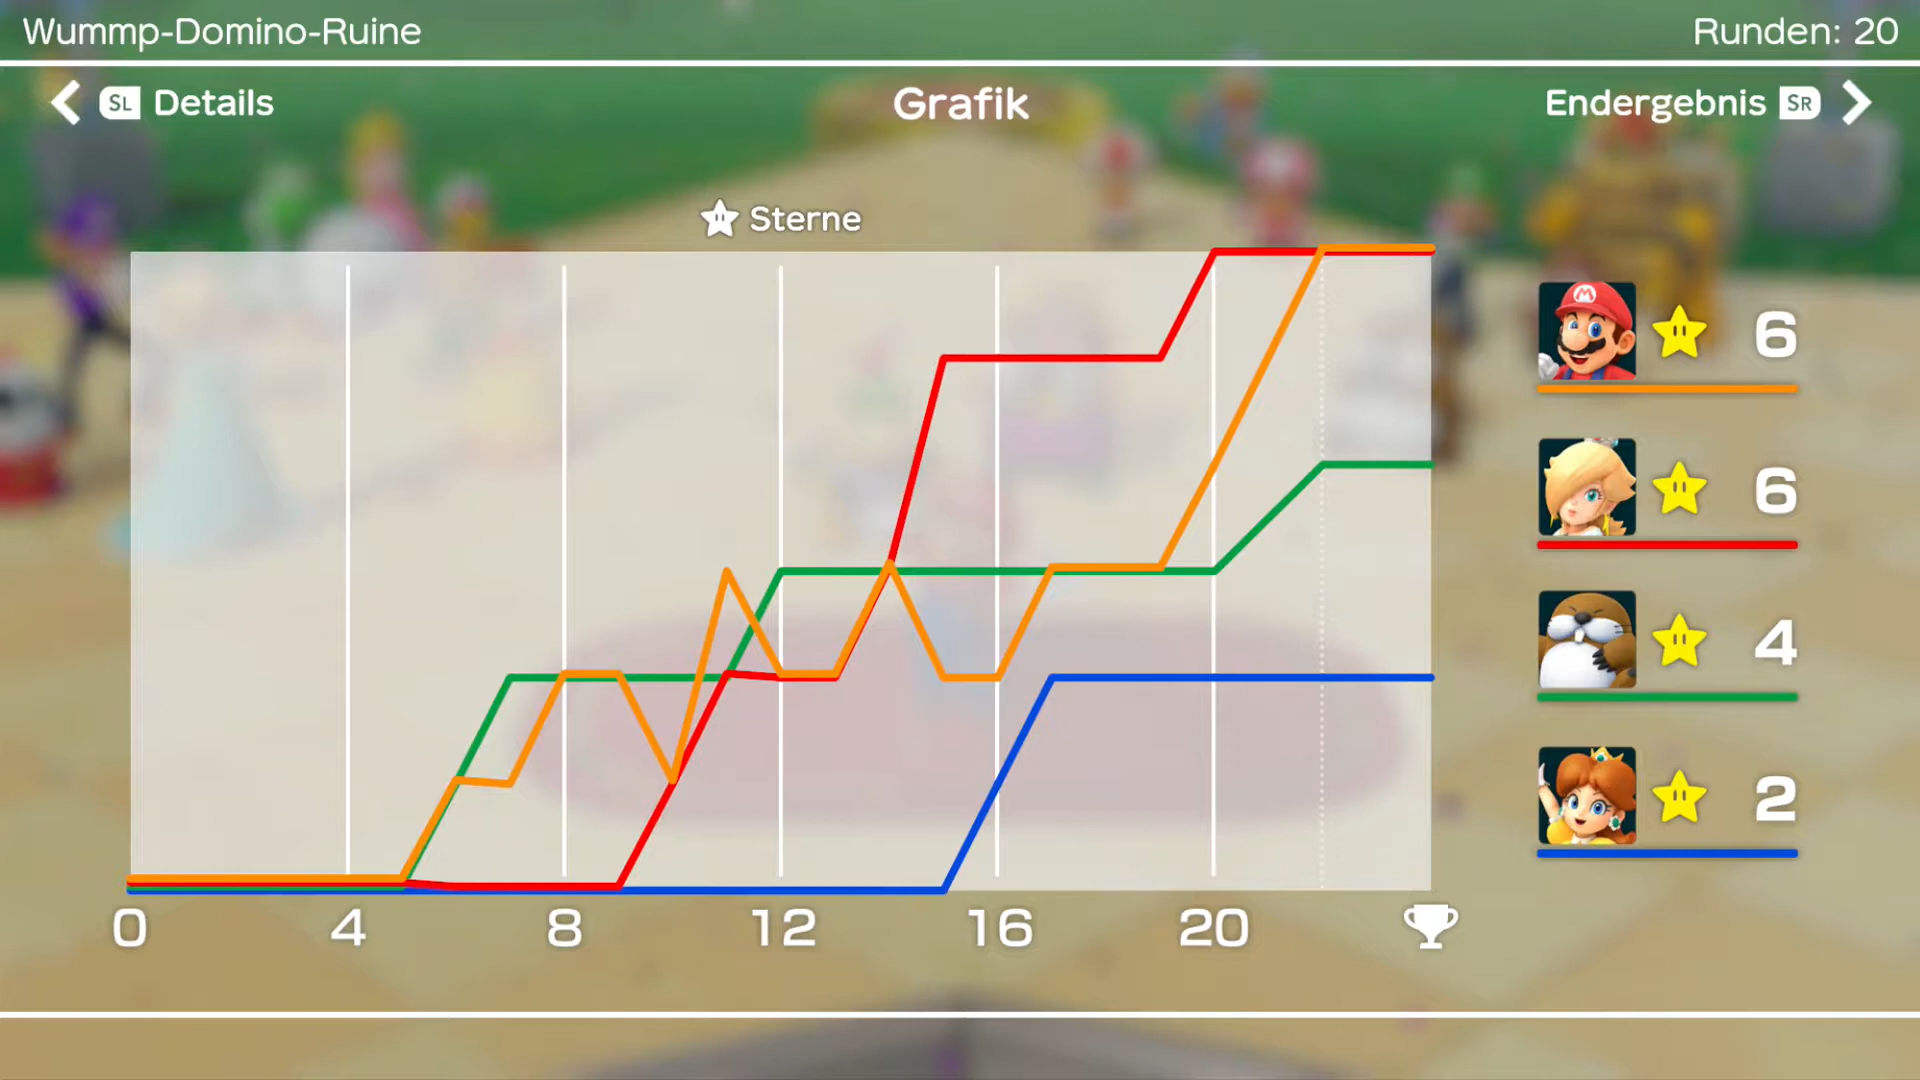 Wummp-Domino-Ruine
Runden: 20
SL Details
Grafik
Endergebnis SR
Sterne
6
6
4
2
0 4 8 12 16 20